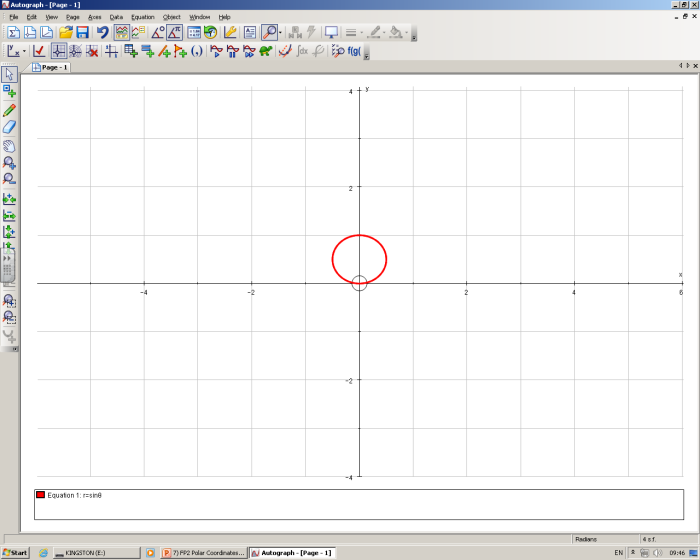 Autograph - [Page - 1]
File Edit View Page Axes Data Equation Object Window Help
Page - 1
y
4
2
x
-4
-2
2
4
6
-2
-4
Equation 1: r=sinθ
Radians
4 s.f.
Start
KINGSTON (E:)
7) FP2 Polar Coordinates...
Autograph - [Page - 1]
EN
09:46